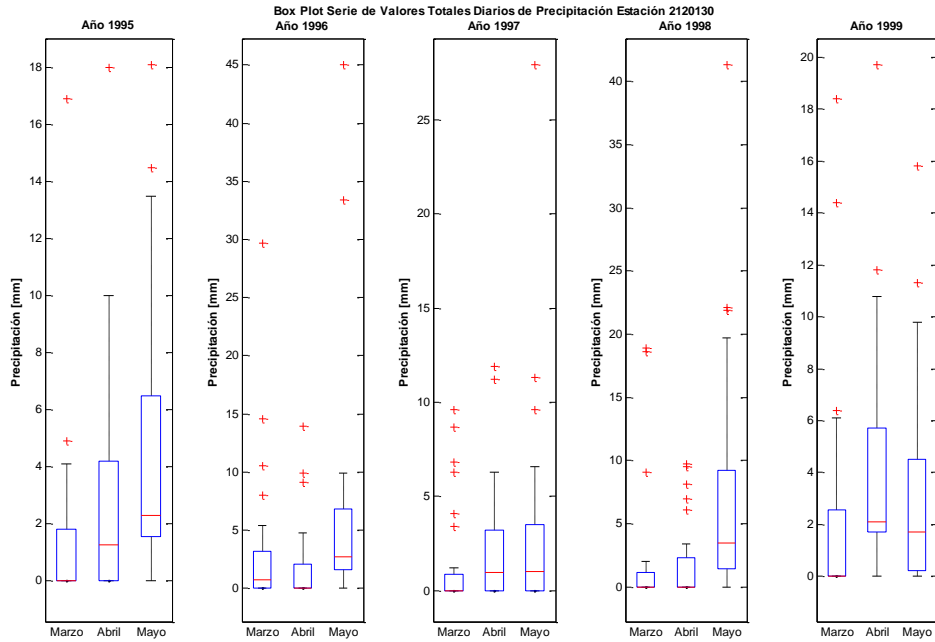 Box Plot Serie de Valores Totales Diarios de Precipitación Estación 2120130
Año 1995
Año 1996
Año 1997
Año 1998
Año 1999
Precipitación [mm]
18
16
14
12
10
8
6
4
2
0
Marzo Abril Mayo
Precipitación [mm]
45
40
35
30
25
20
15
10
5
0
Marzo Abril Mayo
Precipitación [mm]
25
20
15
10
5
0
Marzo Abril Mayo
Precipitación [mm]
40
35
30
25
20
15
10
5
0
Marzo Abril Mayo
Precipitación [mm]
20
18
16
14
12
10
8
6
4
2
0
Marzo Abril Mayo